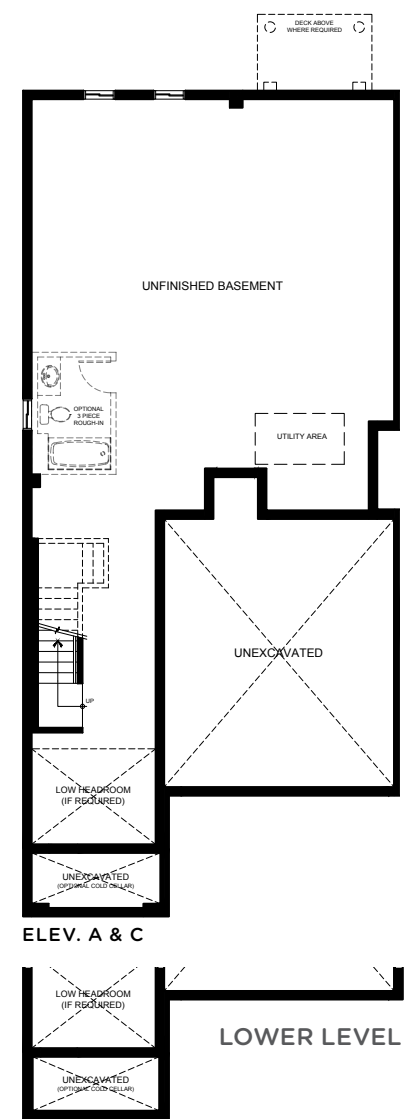 DECK ABOVE
WHERE REQUIRED
UNFINISHED BASEMENT
OPTIONAL
3 PIECE
ROUGH-IN
UTILITY AREA
UNEXCAVATED
UP
LOW HEADROOM
(IF REQUIRED)
UNEXCAVATED
(OPTIONAL COLD CELLAR)
ELEV. A & C
LOW HEADROOM
(IF REQUIRED)
LOWER LEVEL
UNEXCAVATED
(OPTIONAL COLD CELLAR)